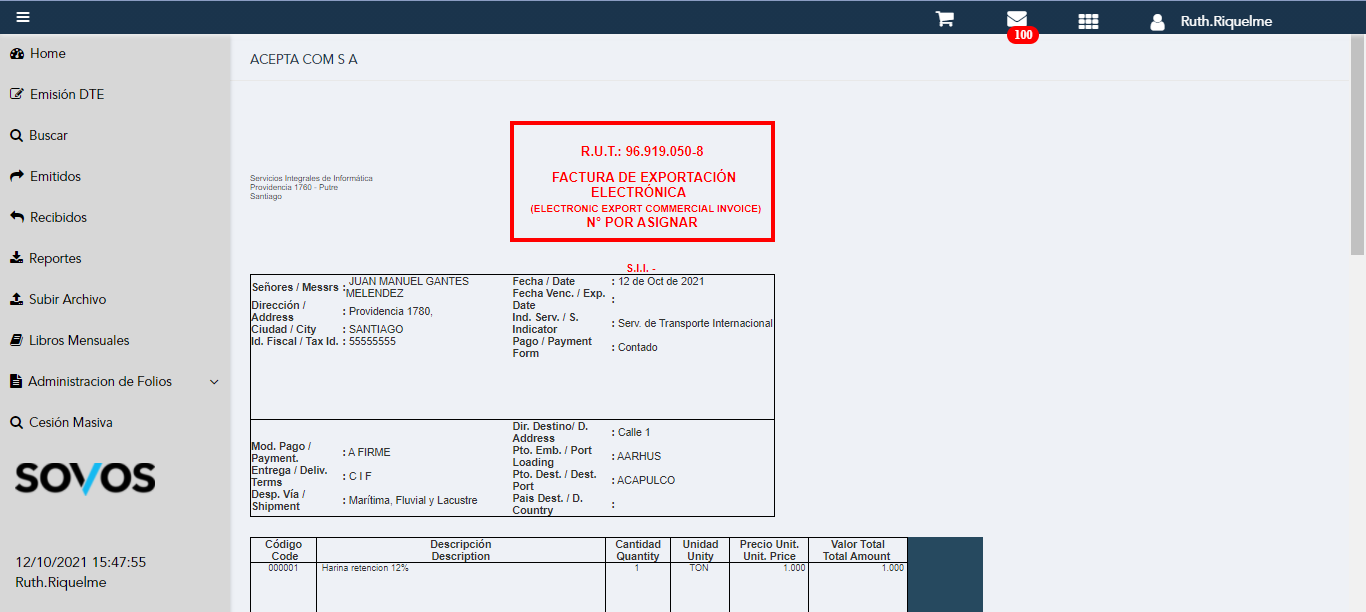 Ruth.Riquelme
100
Home
Emisión DTE
Buscar
Emitidos
Recibidos
Reportes
Subir Archivo
Libros Mensuales
Administracion de Folios
Cesión Masiva
SOVOS
12/10/2021 15:47:55
Ruth.Riquelme
ACEPTA COM S A
Servicios Integrales de Informática
Providencia 1760 - Putre
Santiago
R.U.T.: 96.919.050-8
FACTURA DE EXPORTACIÓN
ELECTRÓNICA
(ELECTRONIC EXPORT COMMERCIAL INVOICE)
N° POR ASIGNAR
S.I.I. -
Señores / Messrs : JUAN MANUEL GANTES
MELENDEZ
Dirección /
Address : Providencia 1780,
Ciudad / City : SANTIAGO
Id. Fiscal / Tax Id. : 55555555
Fecha / Date : 12 de Oct de 2021
Fecha Venc. / Exp.
Date :
Ind. Serv. / S.
Indicator : Serv. de Transporte Internacional
Pago / Payment
Form : Contado
Mod. Pago /
Payment. : A FIRME
Entrega / Deliv.
Terms : C I F
Desp. Vía /
Shipment : Marítima, Fluvial y Lacustre
Dir. Destino/ D.
Address : Calle 1
Pto. Emb. / Port
Loading : AARHUS
Pto. Dest. / Dest.
Port : ACAPULCO
Pais Dest. / D.
Country :
Código Descripción Cantidad Unidad Precio Unit. Valor Total
Code Description Quantity Unity Unit. Price Total Amount
000001 Harina retencion 12% 1 TON 1.000 1.000